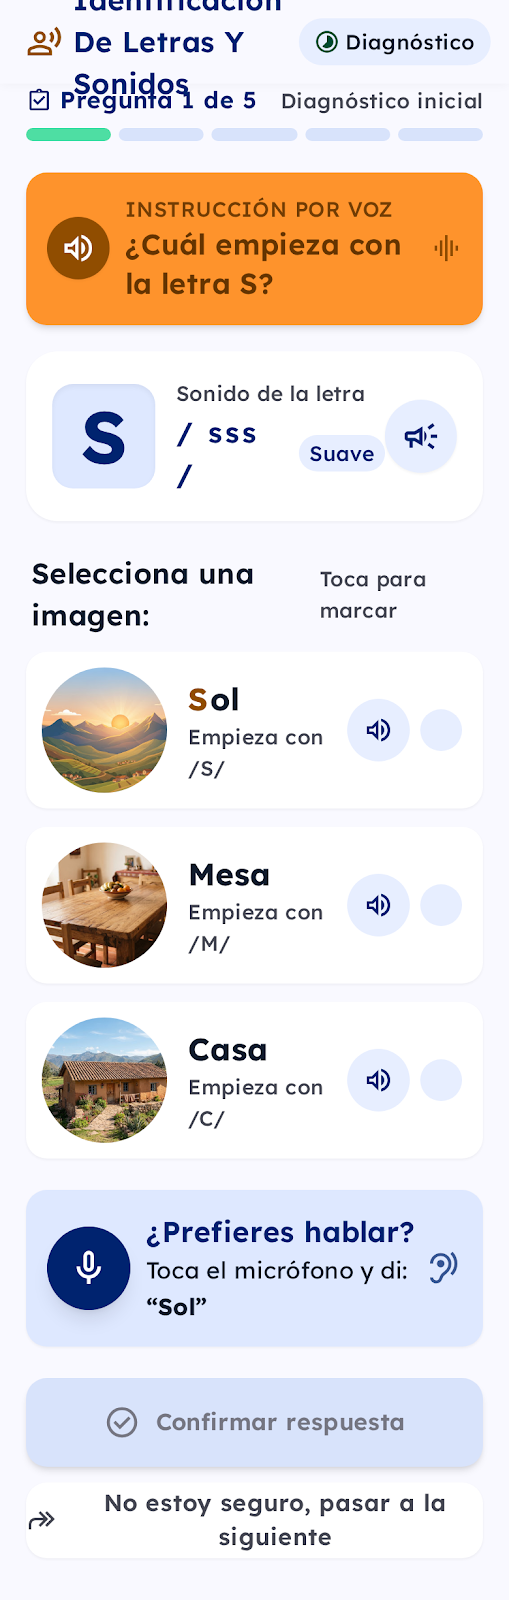 Identificación
De Letras Y
Sonidos
Diagnóstico
Pregunta 1 de 5
Diagnóstico inicial
INSTRUCCIÓN POR VOZ
¿Cuál empieza con
la letra S?
S
Sonido de la letra
/ sss
/
Suave
Selecciona una
imagen:
Toca para
marcar
Sol
Empieza con
/S/
Mesa
Empieza con
/M/
Casa
Empieza con
/C/
¿Prefieres hablar?
Toca el micrófono y di:
“Sol”
Confirmar respuesta
No estoy seguro, pasar a la
siguiente